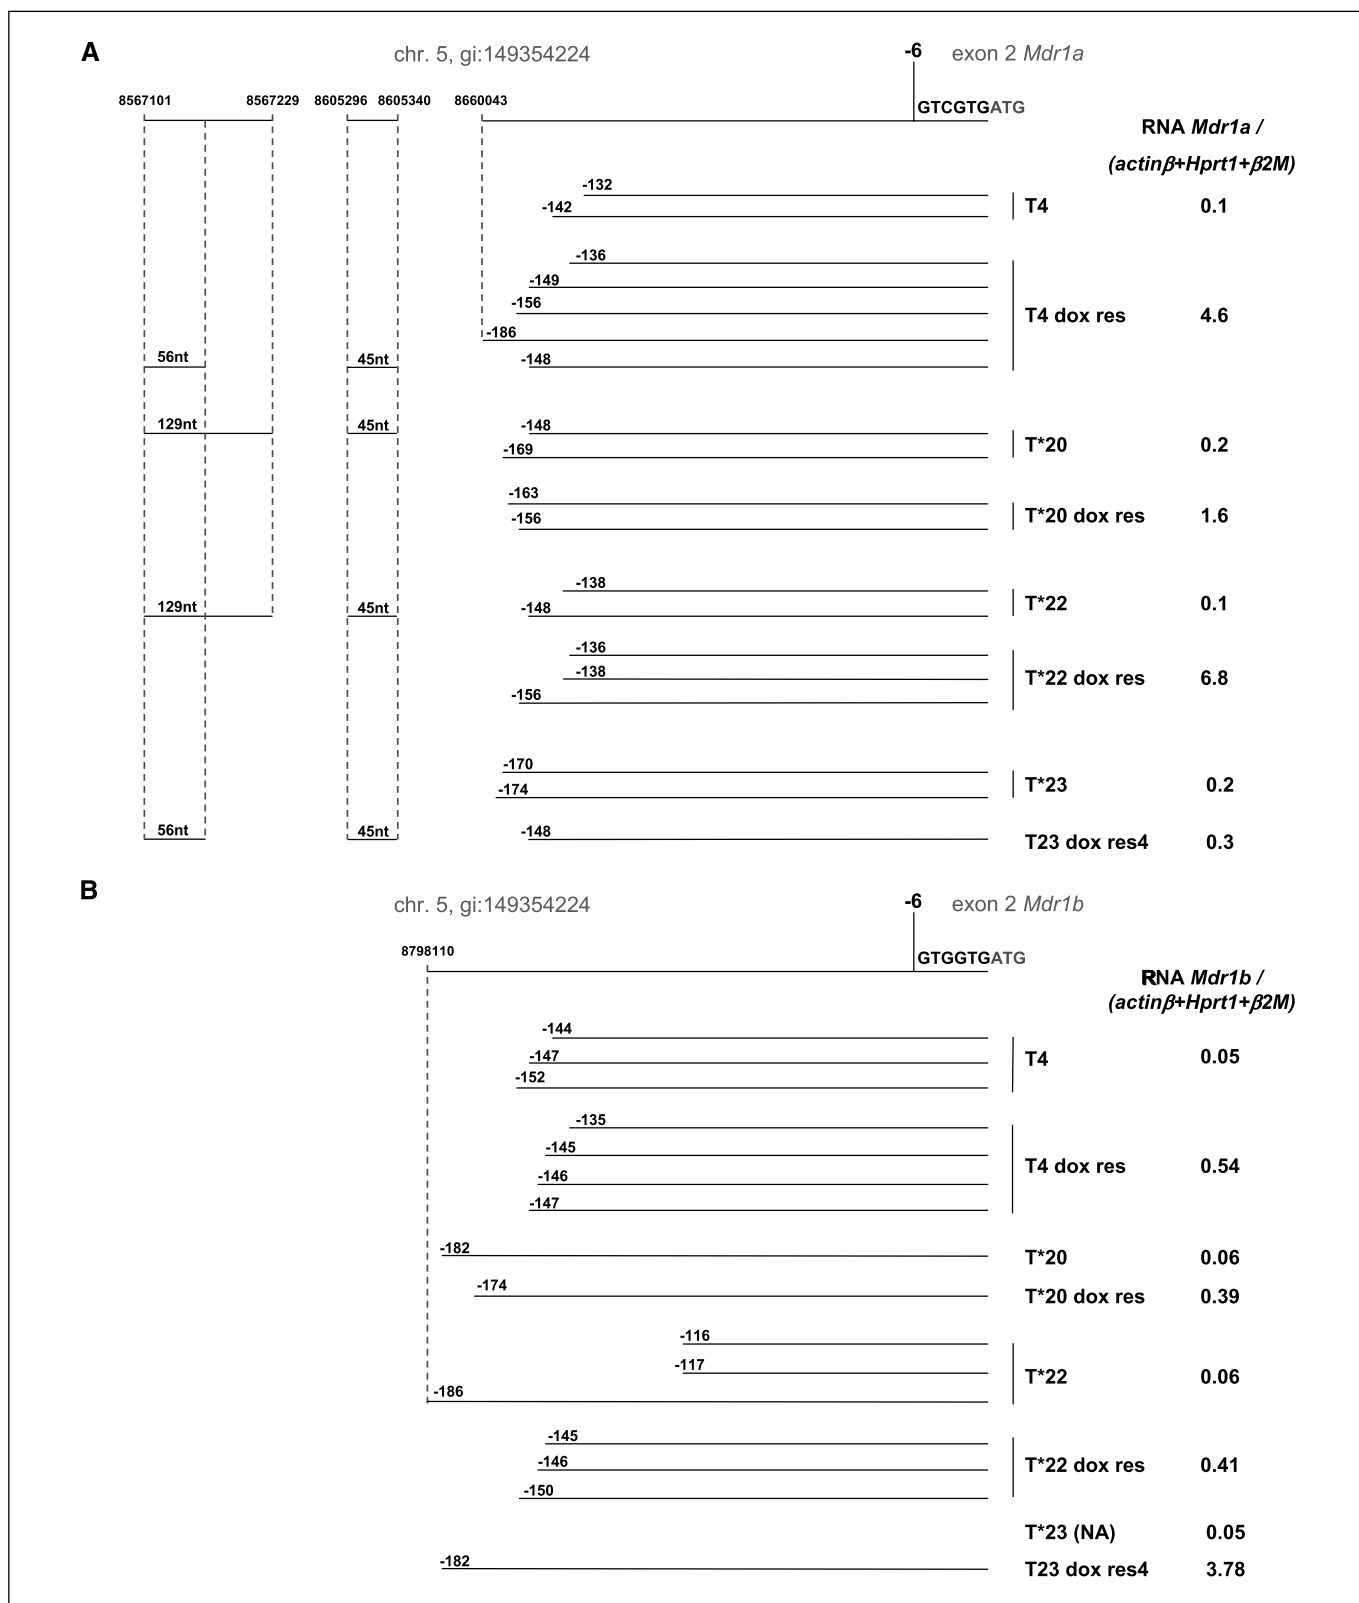 A
chr. 5, gi:149354224
-6
exon 2 Mdr1a
8567101 8567229 8605296 8605340 8660043
GTCGTGATG
RNA Mdr1a /
(actinβ+Hprt1+β2M)
-132
-142
T4 0.1
-136
-149
-156
-186
56nt 45nt -148
T4 dox res 4.6
129nt 45nt -148
-169
T*20 0.2
-163
-156
T*20 dox res 1.6
-138
129nt 45nt -148
T*22 0.1
-136
-138
-156
T*22 dox res 6.8
-170
-174
T*23 0.2
56nt 45nt -148
T23 dox res4 0.3
B
chr. 5, gi:149354224
-6
exon 2 Mdr1b
8798110
GTGGTGATG
RNA Mdr1b /
(actinβ+Hprt1+β2M)
-144
-147
-152
T4 0.05
-135
-145
-146
-147
T4 dox res 0.54
-182
T*20 0.06
-174
T*20 dox res 0.39
-116
-117
-186
T*22 0.06
-145
-146
-150
T*22 dox res 0.41
T*23 (NA) 0.05
-182
T23 dox res4 3.78